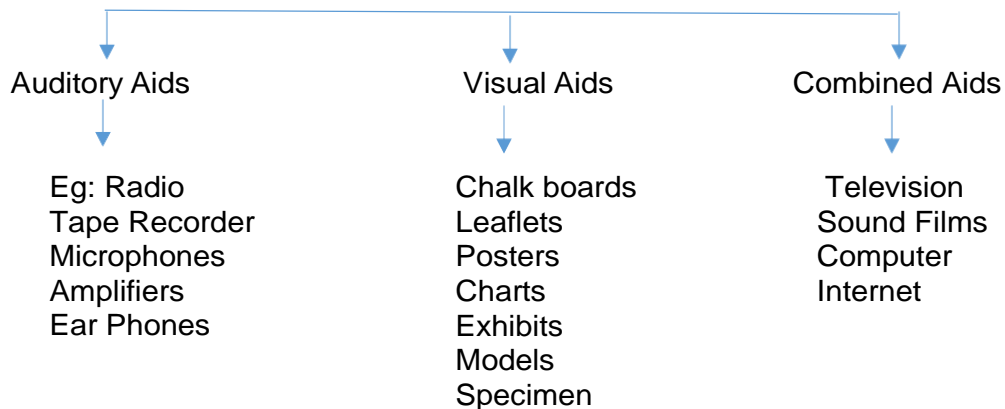 Auditory Aids
Visual Aids
Combined Aids
Eg: Radio
Tape Recorder
Microphones
Amplifiers
Ear Phones
Chalk boards
Leaflets
Posters
Charts
Exhibits
Models
Specimen
Television
Sound Films
Computer
Internet